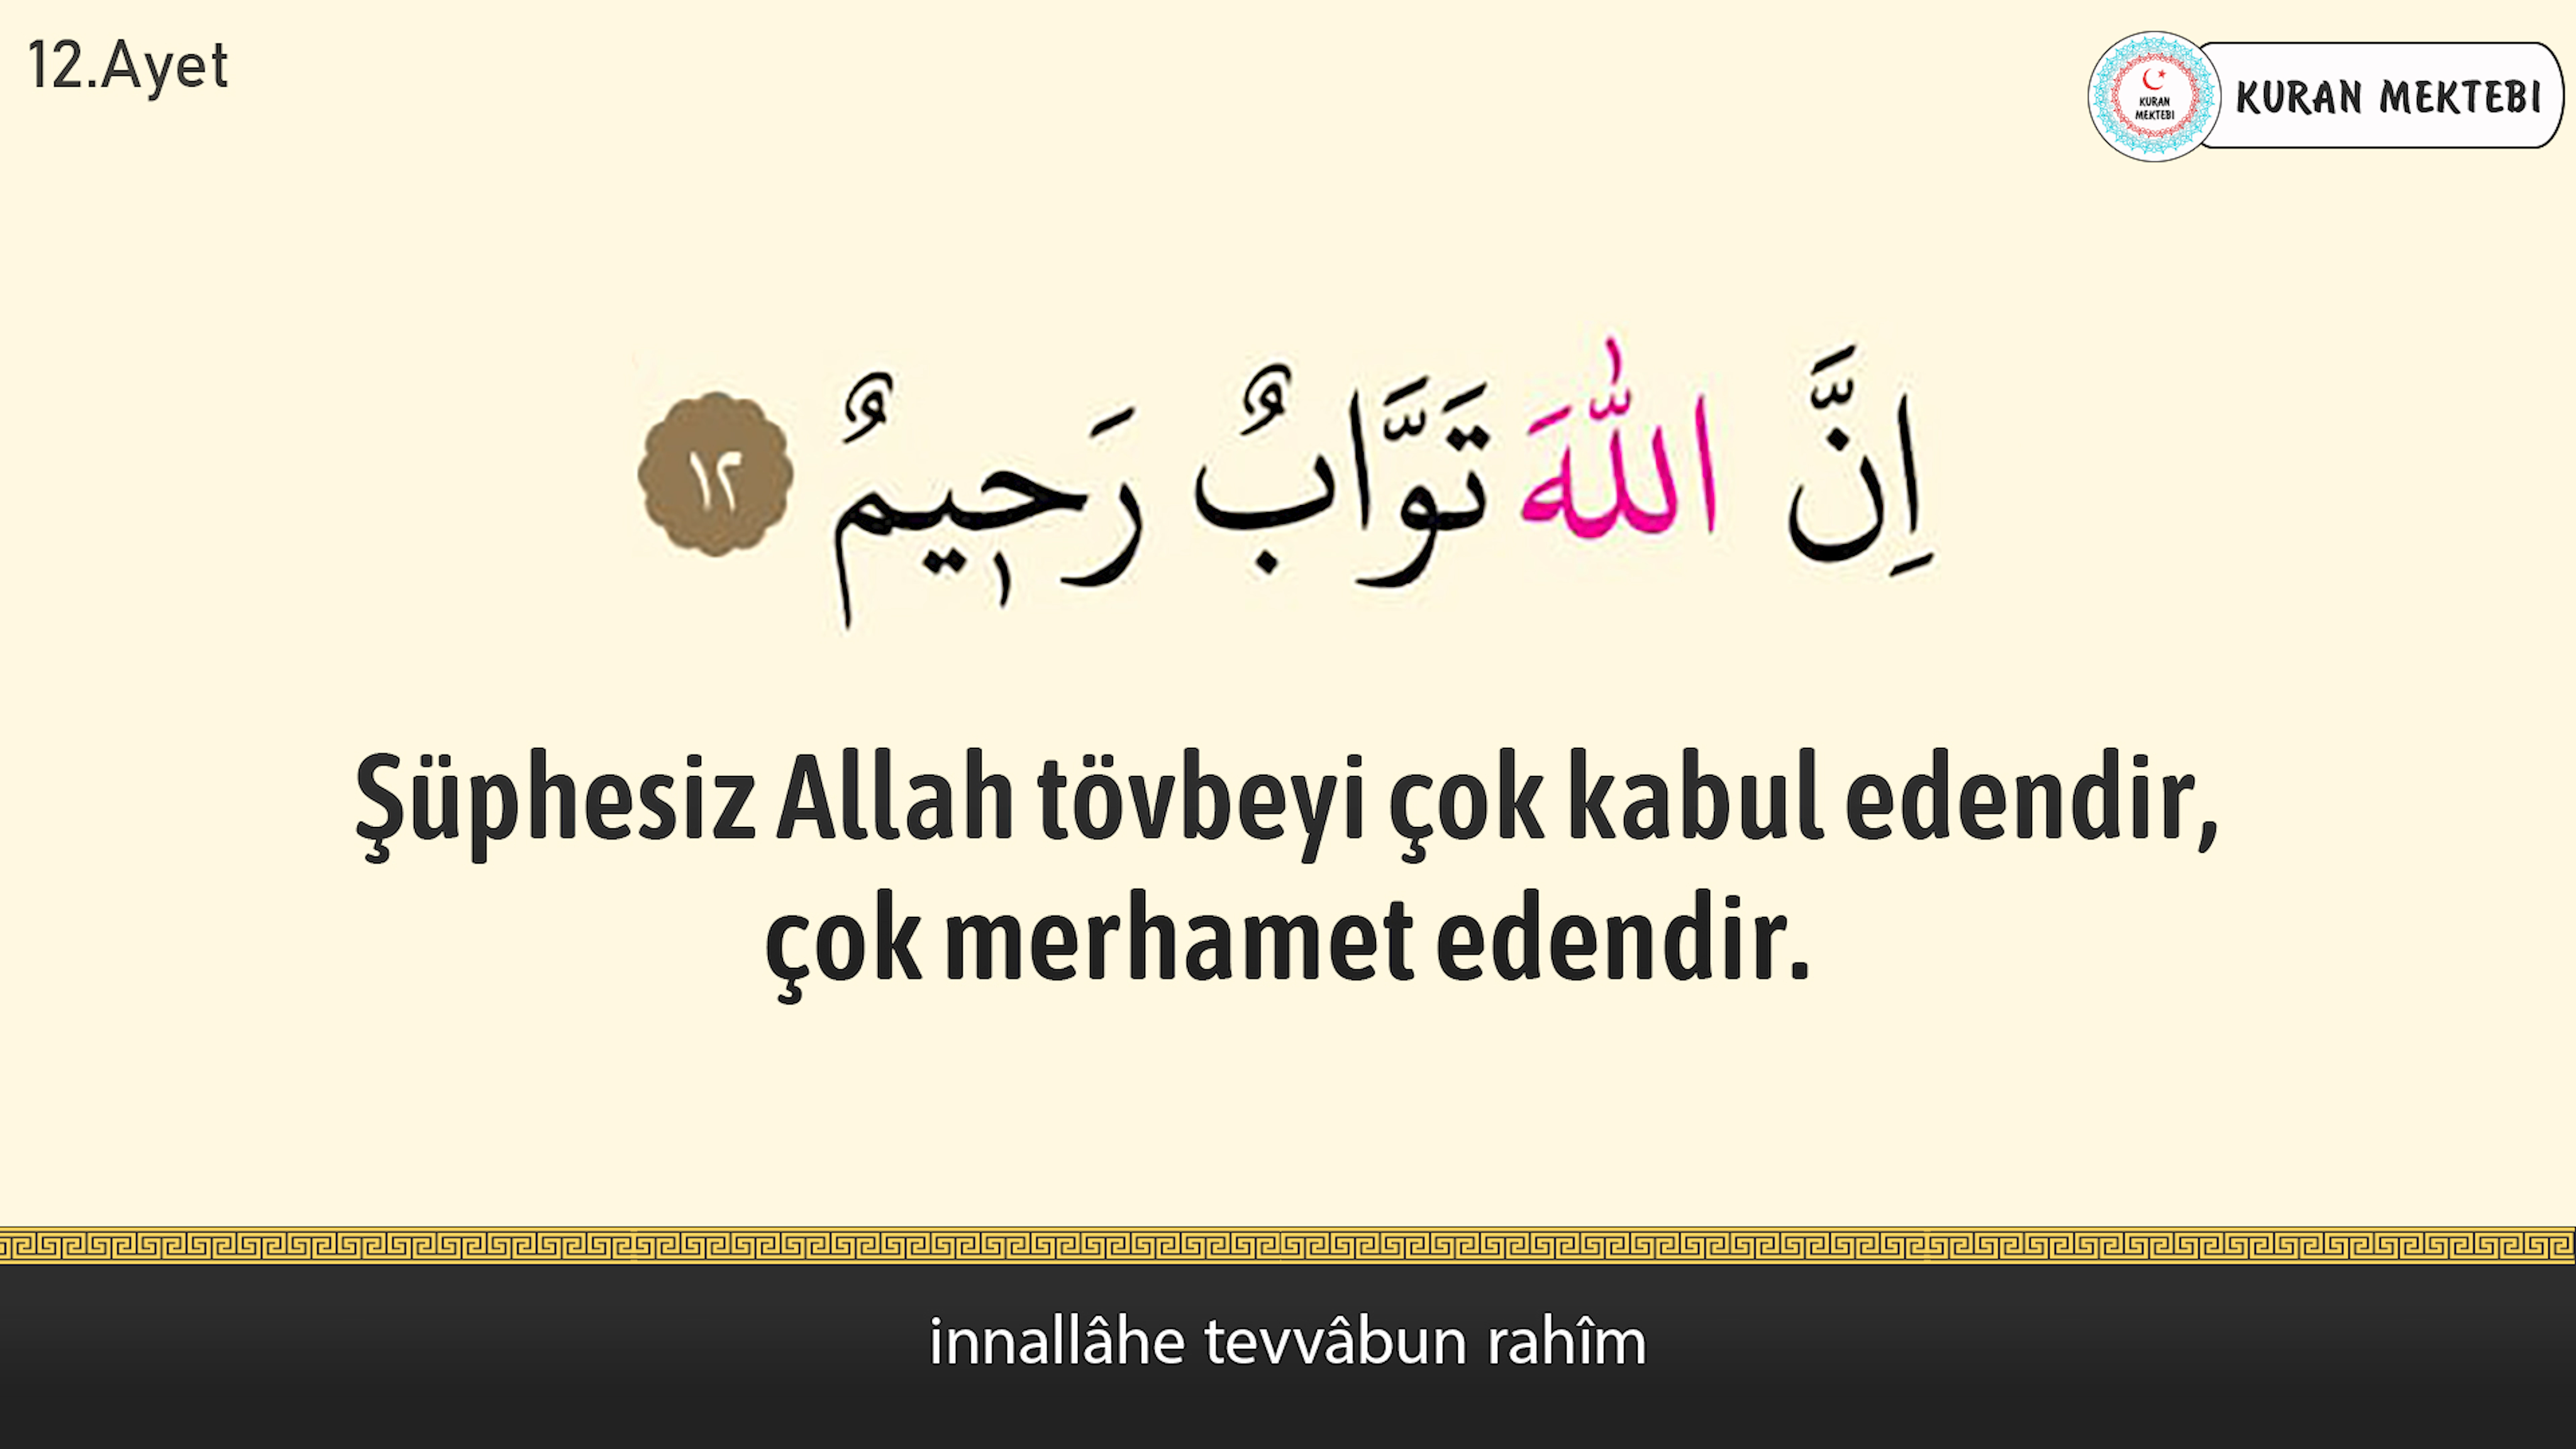 12.Ayet
KURAN
MEKTEBİ
KURAN MEKTEBI
اِنَّ اللّٰهَ تَوَّابٌ رَح۪يمٌ ١٢
Şüphesiz Allah tövbeyi çok kabul edendir,
çok merhamet edendir.
innallâhe tevvâbun rahîm